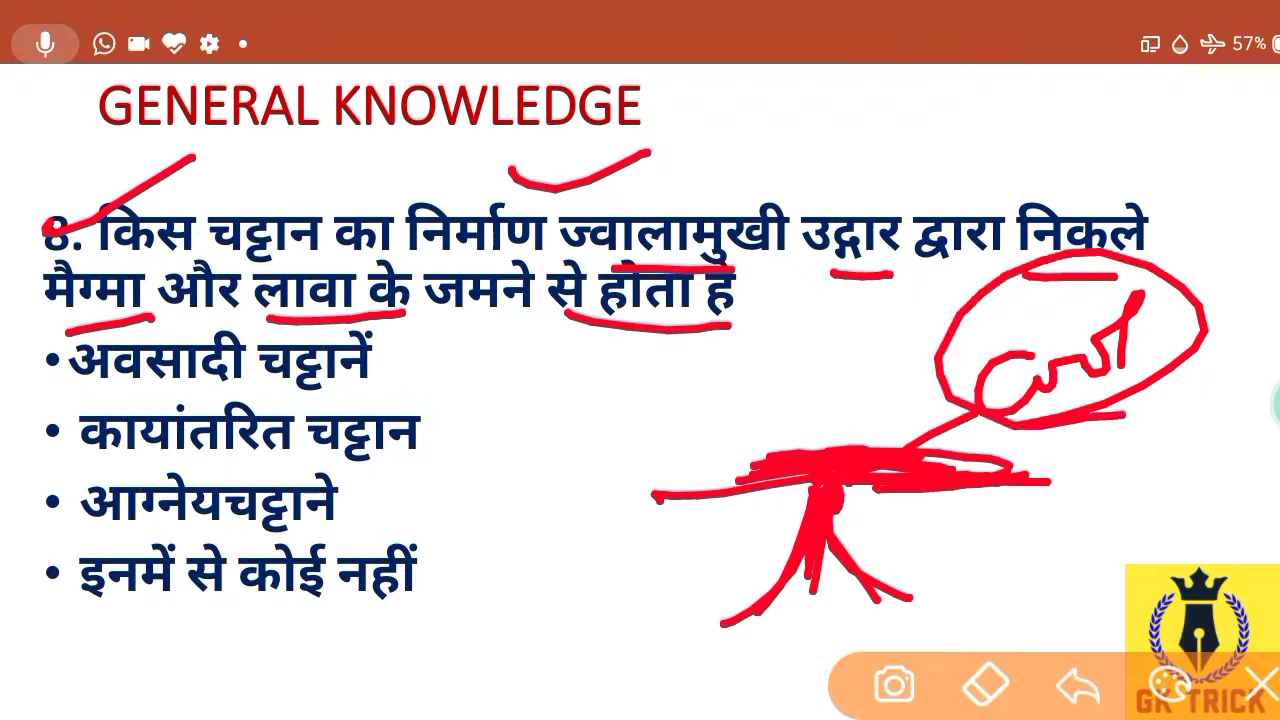 57%
GENERAL KNOWLEDGE
8. किस चट्टान का निर्माण ज्वालामुखी उद्गार द्वारा निकले
मैग्मा और लावा के जमने से होता है
•अवसादी चट्टानें
• कायांतरित चट्टान
• आग्नेयचट्टाने
• इनमें से कोई नहीं
GK TRICK